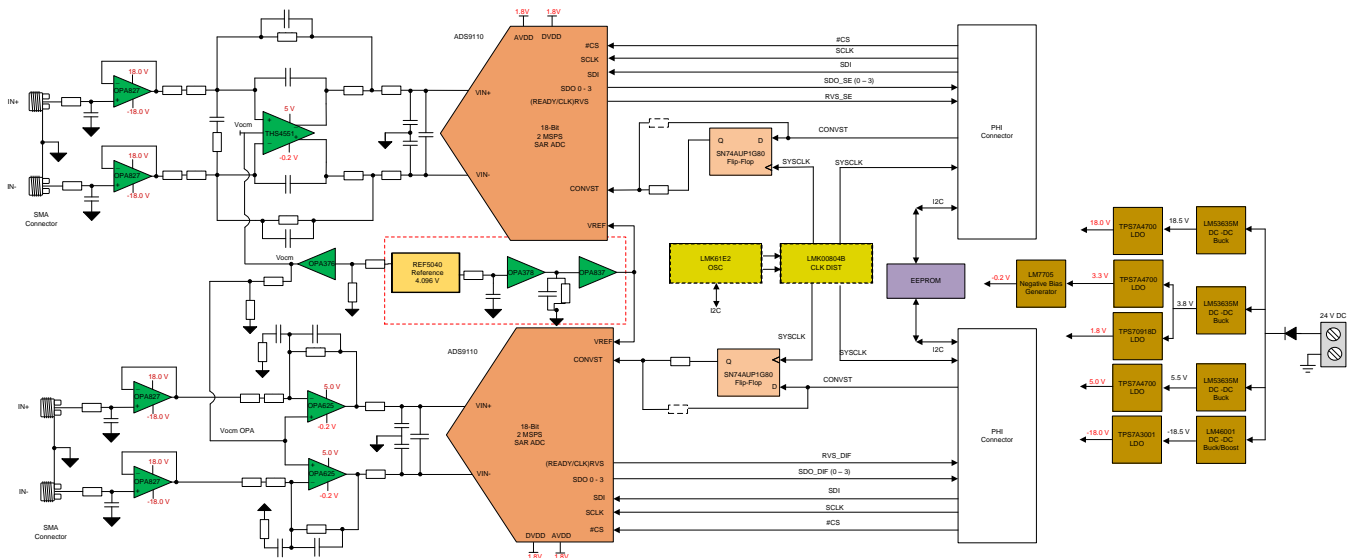 1.8V
1.8V
ADS9110
AVDD
DVDD
#CS
SCLK
SDI
SDO 0 - 3
(READY/CLK)RVS
VIN+
VIN-
18-Bit
2 MSPS
SAR ADC
CONVST
VREF
#CS
SCLK
SDI
SDO_SE (0 – 3)
RVS_SE
CONVST
PHI
Connector
Q
D
SN74AUP1G80
Flip-Flop
SYSCLK
SYSCLK
I2C
IN+
IN-
SMA
Connector
18.0 V
OPA827
-18.0 V
18.0 V
OPA827
-18.0 V
Vocm
5 V
THS4551
-0.2 V
Vocm
OPA376
REF5040
Reference
4.096 V
OPA378
OPA837
LMK61E2
OSC
I2C
LMK00804B
CLK DIST
EEPROM
I2C
-0.2 V
LM7705
Negative Bias
Generator
18.0 V
TPS7A4700
LDO
18.5 V
LM53635M
DC -DC
Buck
3.3 V
TPS7A4700
LDO
3.8 V
LM53635M
DC -DC
Buck
1.8 V
TPS70918D
LDO
5.0 V
TPS7A4700
LDO
5.5 V
LM53635M
DC -DC
Buck
-18.0 V
TPS7A3001
LDO
-18.5 V
LM46001
DC -DC
Buck/Boost
24 V DC
SYSCLK
SYSCLK
Q
D
SN74AUP1G80
Flip-Flop
CONVST
PHI
Connector
ADS9110
VREF
CONVST
VIN+
VIN-
18-Bit
2 MSPS
SAR ADC
(READY/CLK)RVS
SDO 0 - 3
SDI
SCLK
#CS
DVDD
AVDD
1.8V
1.8V
RVS_DIF
SDO_DIF (0 – 3)
SDI
SCLK
#CS
IN+
IN-
SMA
Connector
18.0 V
OPA827
-18.0 V
18.0 V
OPA827
-18.0 V
Vocm OPA
5.0 V
OPA625
-0.2 V
5.0 V
OPA625
-0.2 V